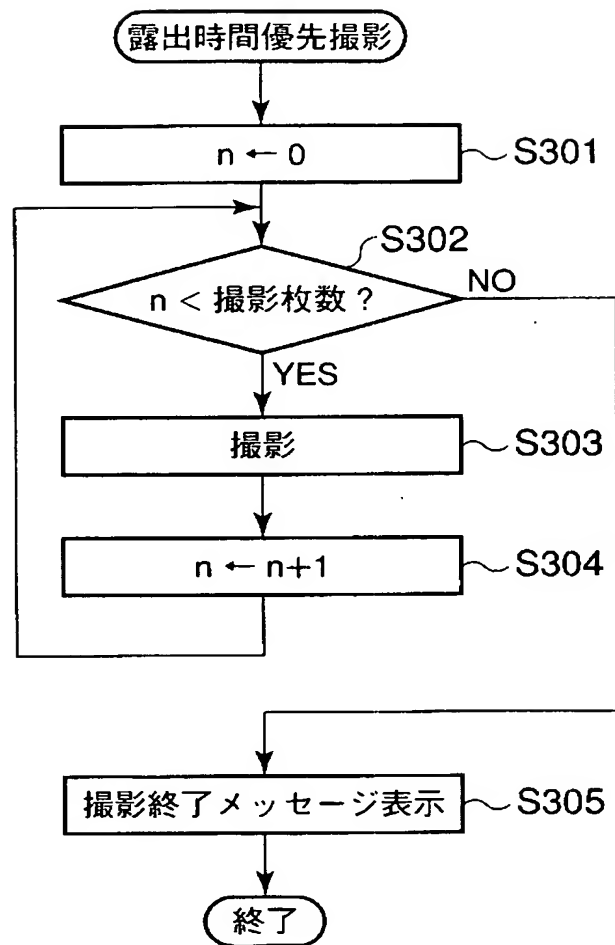 露出時間優先撮影
n ← 0
S301
S302
n < 撮影枚数 ?
NO
YES
撮影
S303
n ← n+1
S304
撮影終了メッセージ表示
S305
終了